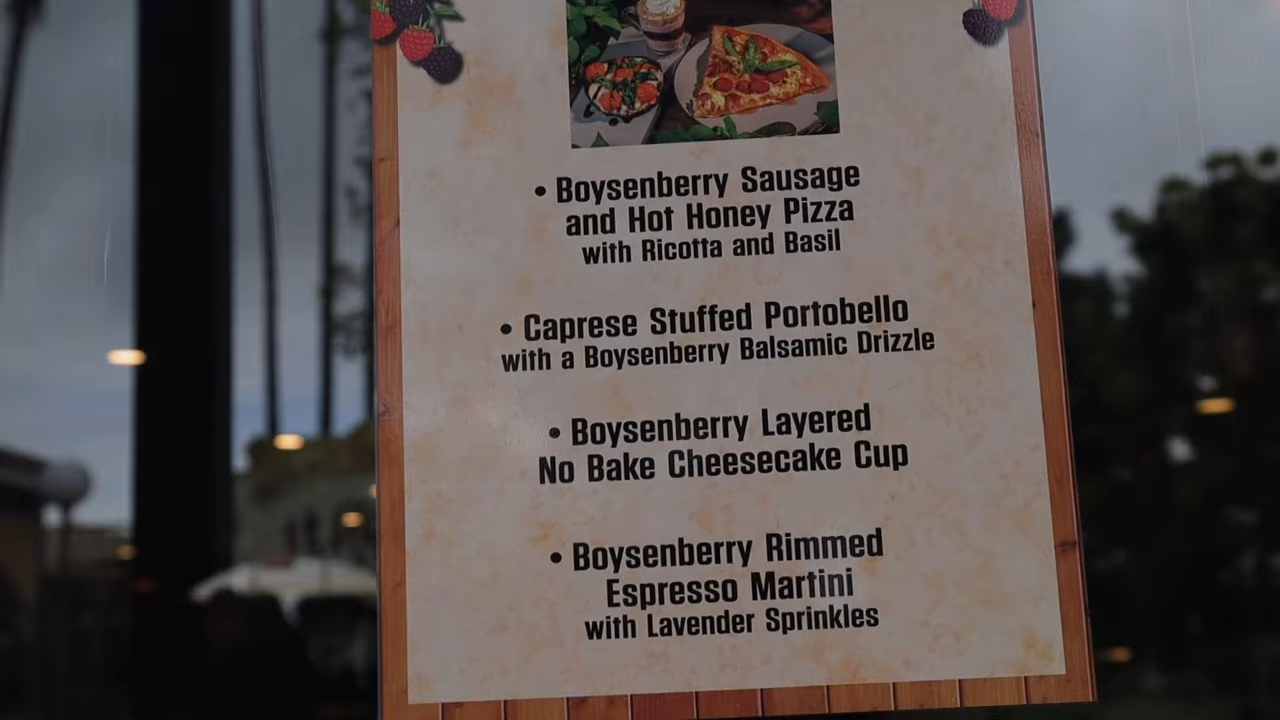 • Boysenberry Sausage
and Hot Honey Pizza
with Ricotta and Basil
• Caprese Stuffed Portobello
with a Boysenberry Balsamic Drizzle
• Boysenberry Layered
No Bake Cheesecake Cup
• Boysenberry Rimmed
Espresso Martini
with Lavender Sprinkles